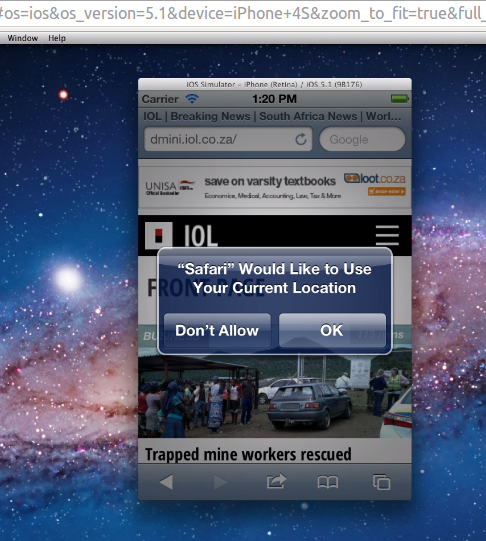 #os=ios&os_version=5.1&device=iPhone+4S&zoom_to_fit=true&full_
Window Help
iOS Simulator – iPhone (Retina) / iOS 5.1 (9B176)
Carrier 1:20 PM
IOL | Breaking News | South Africa News | Worl...
dmini.iol.co.za/ Google
UNISA save on varsity textbooks loot.co.za
Economics, Medical, Accounting, Law, Tax & More
IOL
“Safari” Would Like to Use
Your Current Location
FRONT PAGE
Don’t Allow OK
Trapped mine workers rescued